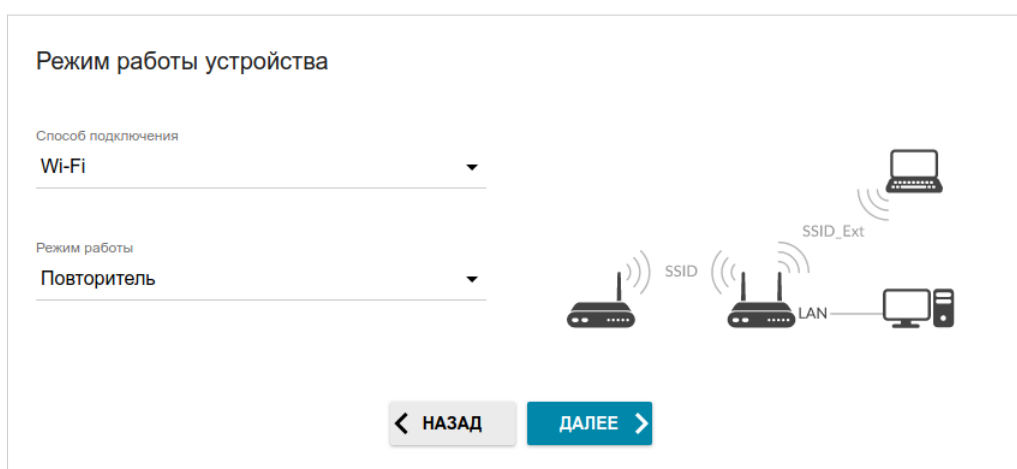 Режим работы устройства
Способ подключения
Wi-Fi
Режим работы
Повторитель
SSID
SSID_Ext
LAN
НАЗАД
ДАЛЕЕ